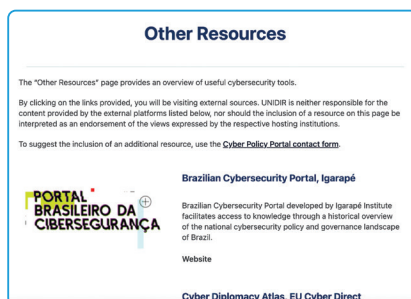 Other Resources
The "Other Resources" page provides an overview of useful cybersecurity tools.
By clicking on the links provided, you will be visiting external sources. UNIDIR is neither responsible for the
content provided by the external platforms listed below, nor should the inclusion of a resource on this page be
interpreted as an endorsement of the views expressed by the respective hosting institutions.
To suggest the inclusion of an additional resource, use the Cyber Policy Portal contact form.
Brazilian Cybersecurity Portal, Igarapé
PORTAL
BRASILEIRO DA
CIBERSEGURANÇA
Brazilian Cybersecurity Portal developed by Igarapé Institute
facilitates access to knowledge through a historical overview
of the national cybersecurity policy and governance landscape
of Brazil.
Website
Cyber Diplomacy Atlas, EU Cyber Direct